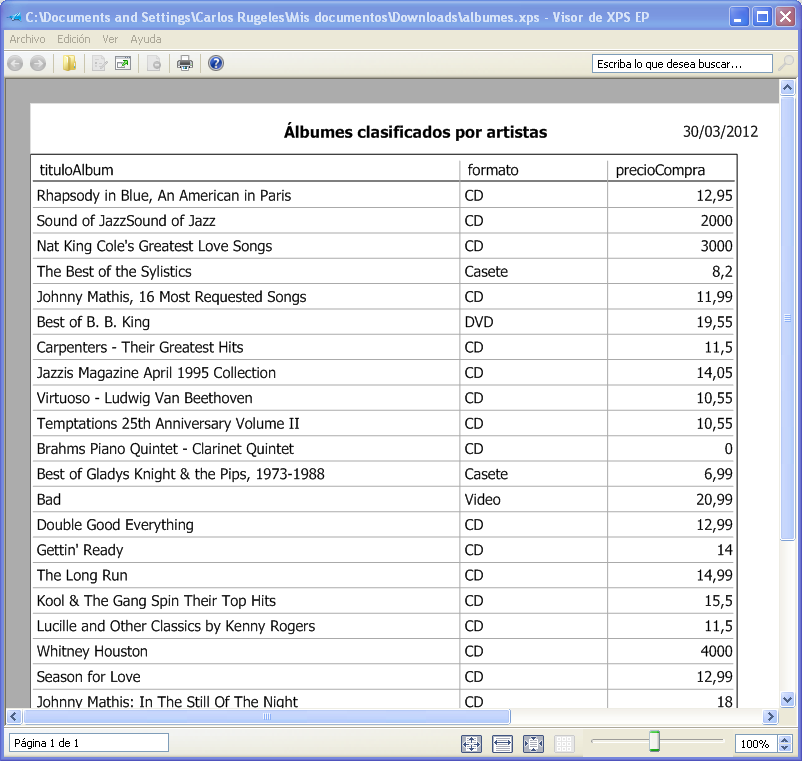 C:\Documents and Settings\Carlos Rugeles\Mis documentos\Downloads\albumes.xps - Visor de XPS EP
Archivo Edición Ver Ayuda
Escriba lo que desea buscar...
Álbumes clasificados por artistas 30/03/2012
tituloAlbum formato precioCompra
Rhapsody in Blue, An American in Paris CD 12,95
Sound of JazzSound of Jazz CD 2000
Nat King Cole's Greatest Love Songs CD 3000
The Best of the Sylistics Casete 8,2
Johnny Mathis, 16 Most Requested Songs CD 11,99
Best of B. B. King DVD 19,55
Carpenters - Their Greatest Hits CD 11,5
Jazzis Magazine April 1995 Collection CD 14,05
Virtuoso - Ludwig Van Beethoven CD 10,55
Temptations 25th Anniversary Volume II CD 10,55
Brahms Piano Quintet - Clarinet Quintet CD 0
Best of Gladys Knight & the Pips, 1973-1988 Casete 6,99
Bad Video 20,99
Double Good Everything CD 12,99
Gettin' Ready CD 14
The Long Run CD 14,99
Kool & The Gang Spin Their Top Hits CD 15,5
Lucille and Other Classics by Kenny Rogers CD 11,5
Whitney Houston CD 4000
Season for Love CD 12,99
Johnny Mathis: In The Still Of The Night CD 18
Página 1 de 1 100%